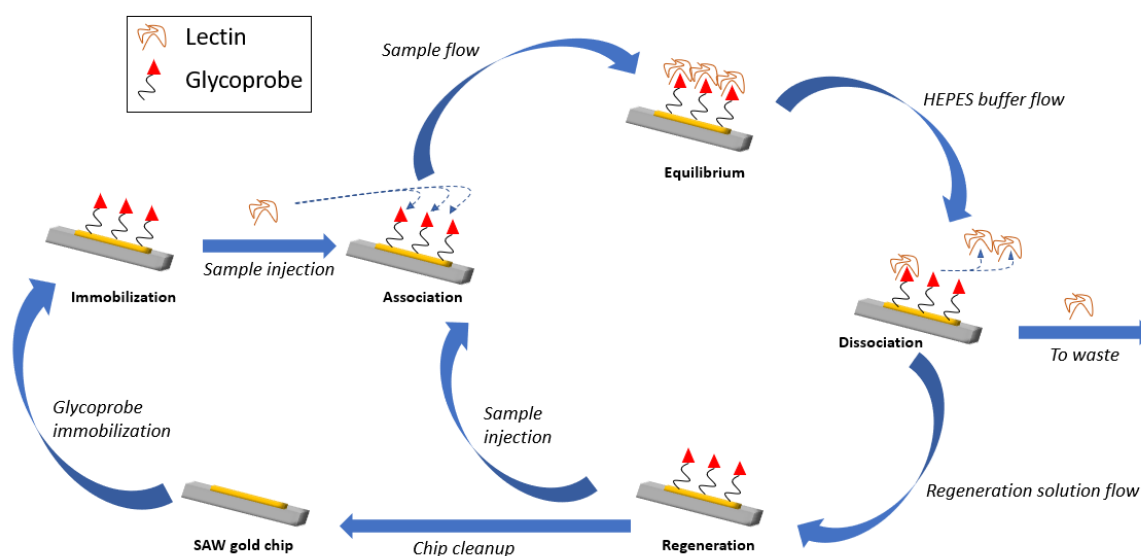 Lectin
Glycoprobe
Sample flow
HEPES buffer flow
Equilibrium
Sample injection
Immobilization
Association
Dissociation
To waste
Glycoprobe
immobilization
Sample
injection
Regeneration solution flow
SAW gold chip
Chip cleanup
Regeneration